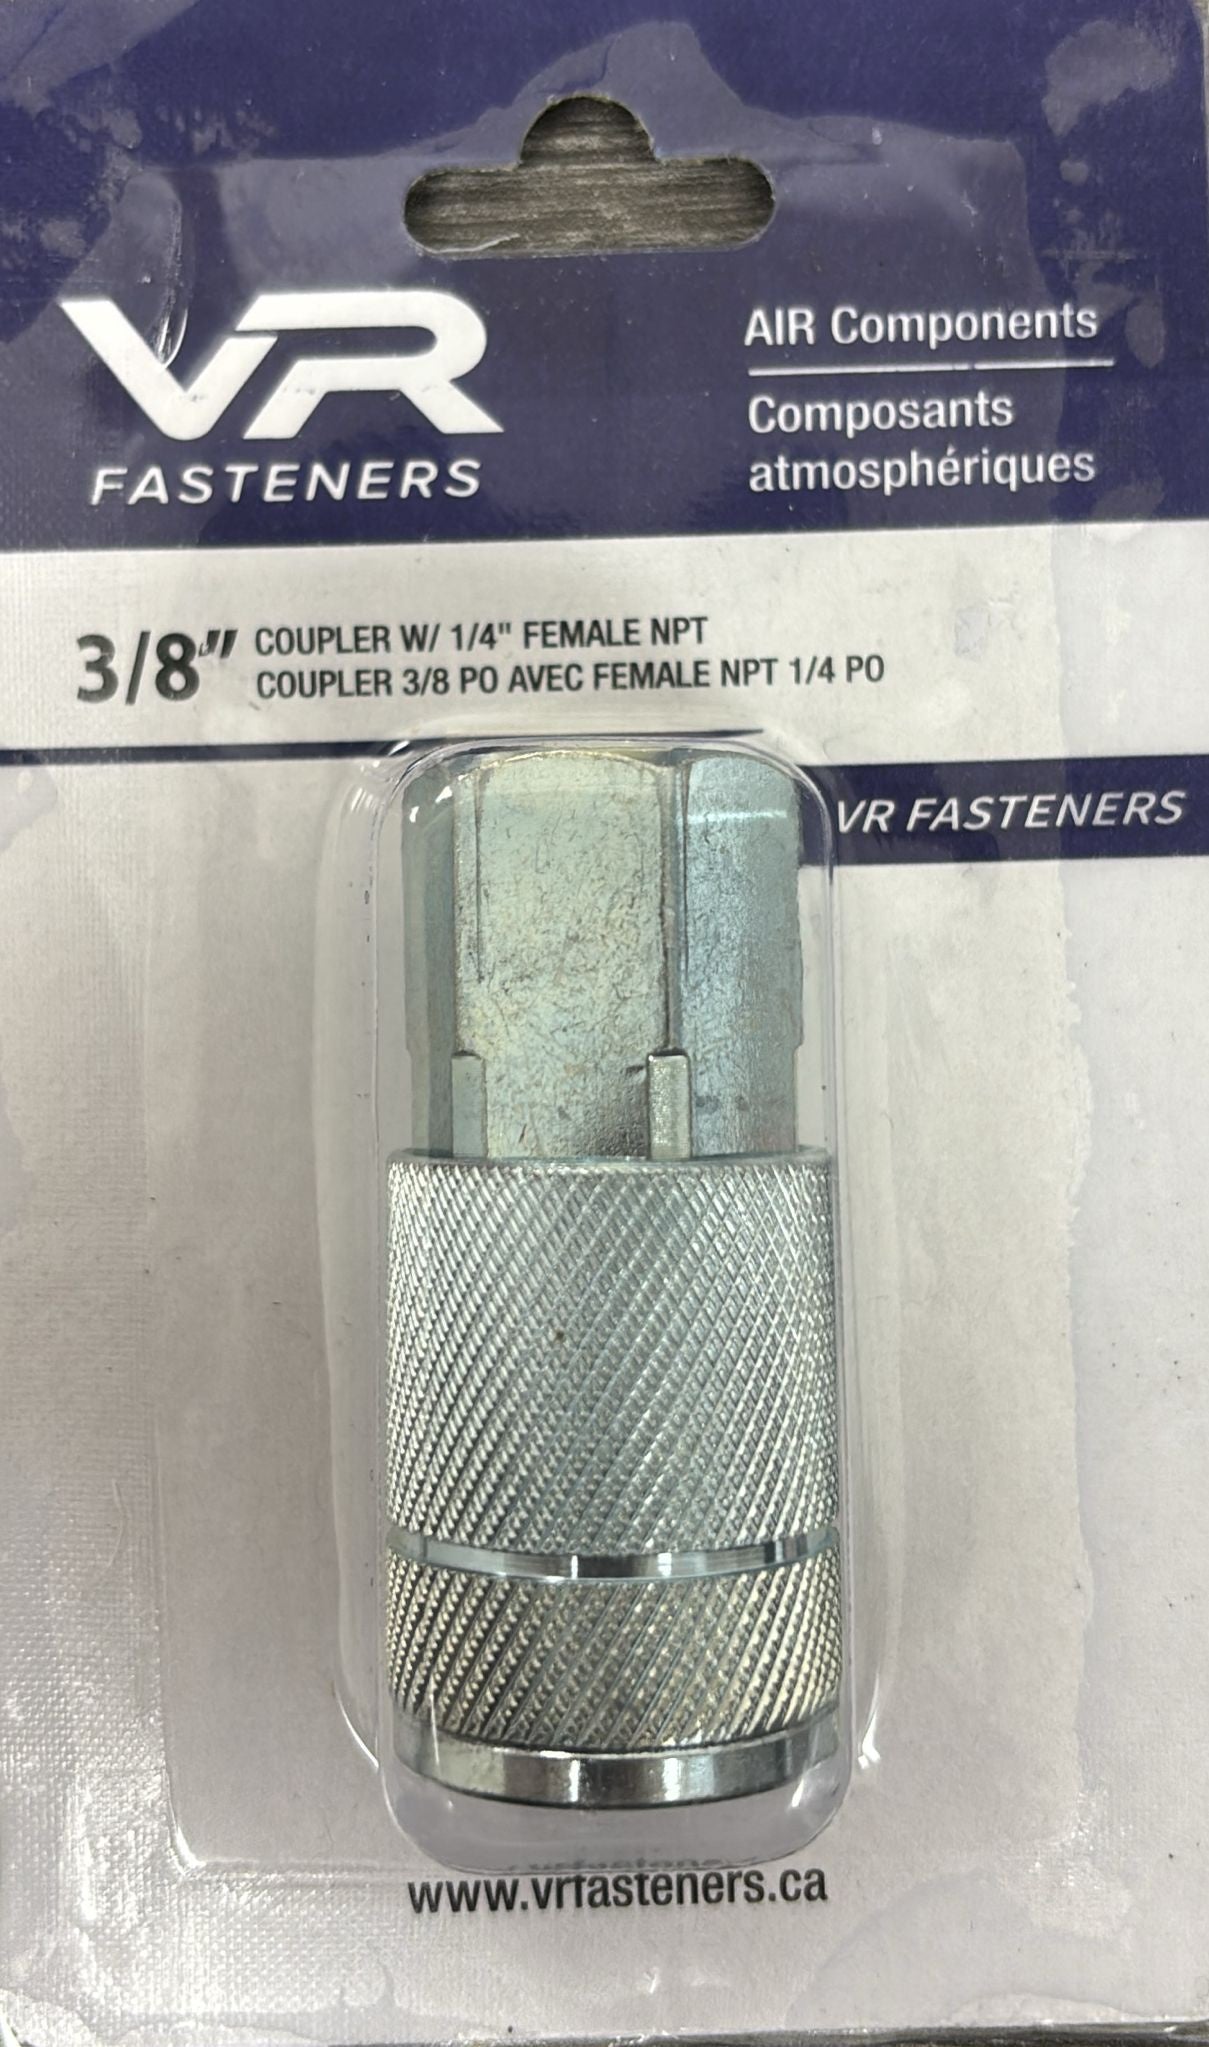 VR
FASTENERS
AIR Components
Composants
atmosphériques
3/8" COUPLER W/ 1/4" FEMALE NPT
COUPLER 3/8 PO AVEC FEMALE NPT 1/4 PO
VR FASTENERS
www.vrfasteners.ca